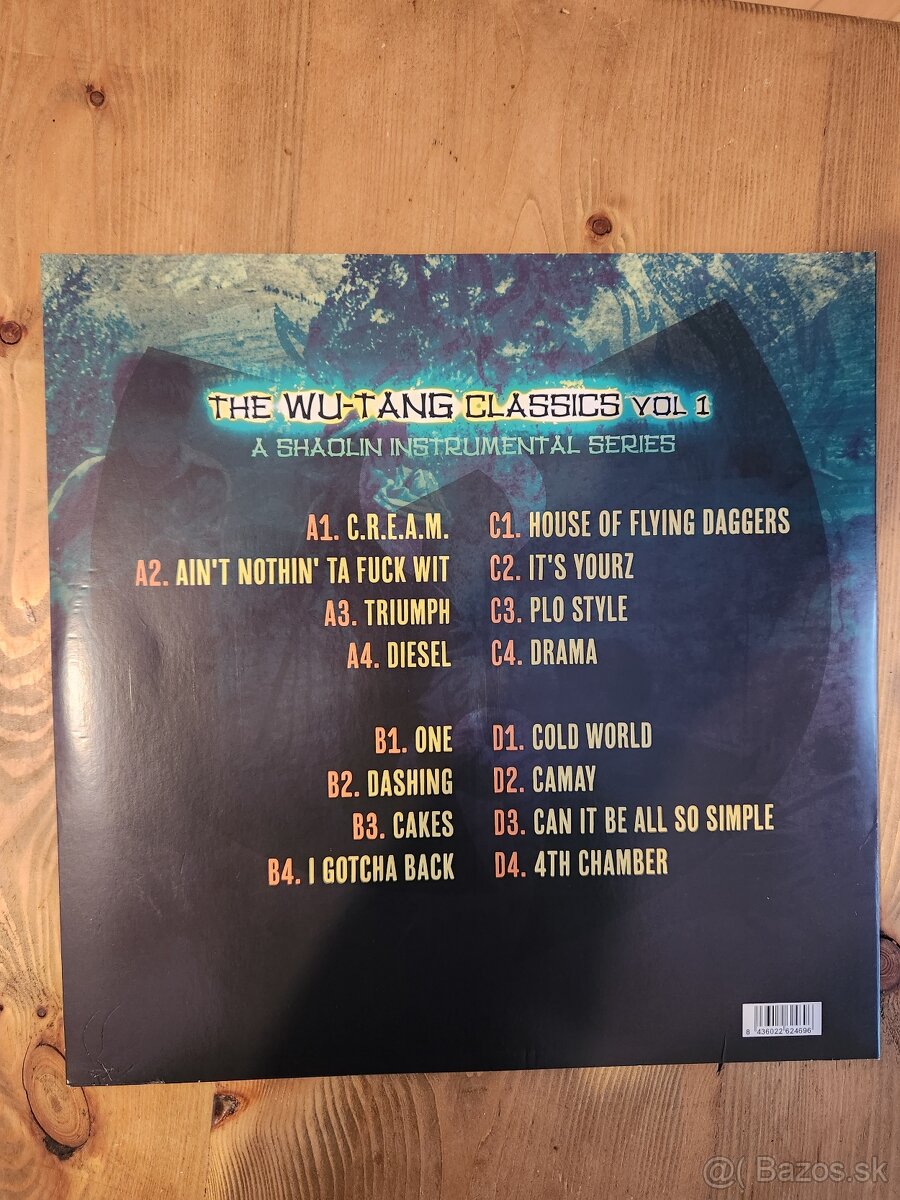 THE WU-TANG CLASSICS VOL 1
A SHAOLIN INSTRUMENTAL SERIES
A1. C.R.E.A.M.
A2. AIN'T NOTHIN' TA FUCK WIT
A3. TRIUMPH
A4. DIESEL
B1. ONE
B2. DASHING
B3. CAKES
B4. I GOTCHA BACK
C1. HOUSE OF FLYING DAGGERS
C2. IT'S YOURZ
C3. PLO STYLE
C4. DRAMA
D1. COLD WORLD
D2. CAMAY
D3. CAN IT BE ALL SO SIMPLE
D4. 4TH CHAMBER
8 436022 624696
@( Bazos.sk